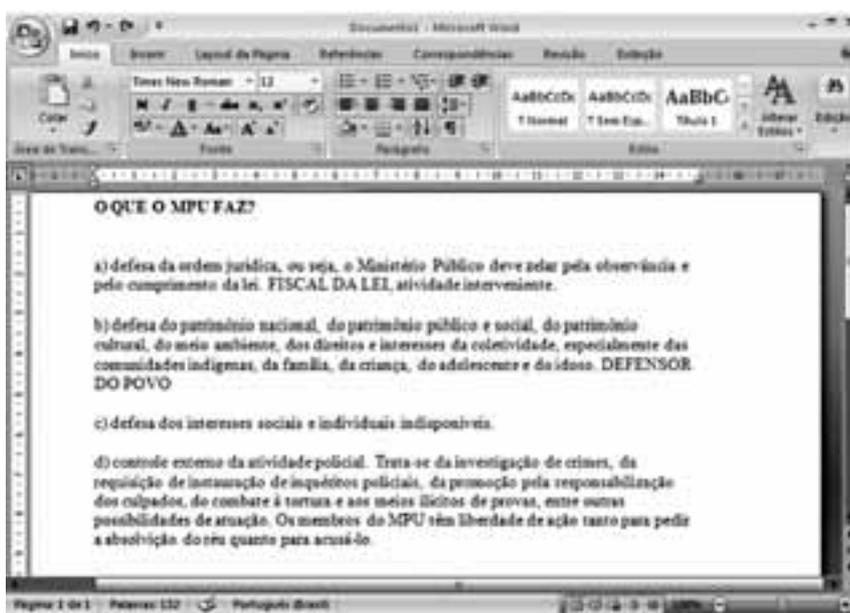 Documento1 - Microsoft Word
Início Inserir Layout da Página Referências Correspondências Revisão Exibição
Times New Roman 12
Colar
AaBbCcDc AaBbCcDc AaBbC
¶ Normal ¶ Sem Esp... Título 1
Alterar Estilos Edição
Fonte Parágrafo Estilo
O QUE O MPU FAZ?
a) defesa da ordem jurídica, ou seja, o Ministério Público deve zelar pela observância e
pelo cumprimento da lei. FISCAL DA LEI, atividade interveniente.
b) defesa do patrimônio nacional, do patrimônio público e social, do patrimônio
cultural, do meio ambiente, dos direitos e interesses da coletividade, especialmente das
comunidades indígenas, da família, da criança, do adolescente e do idoso. DEFENSOR
DO POVO
c) defesa dos interesses sociais e individuais indisponíveis.
d) controle externo da atividade policial. Trata-se da investigação de crimes, da
requisição de instauração de inquéritos policiais, da promoção pela responsabilização
dos culpados, do combate à tortura e aos meios ilícitos de provas, entre outras
possibilidades de atuação. Os membros do MPU têm liberdade de ação tanto para pedir
a absolvição do réu quanto para acusá-lo.
Página 1 de 1 Palavras: 132 Português (Brasil)